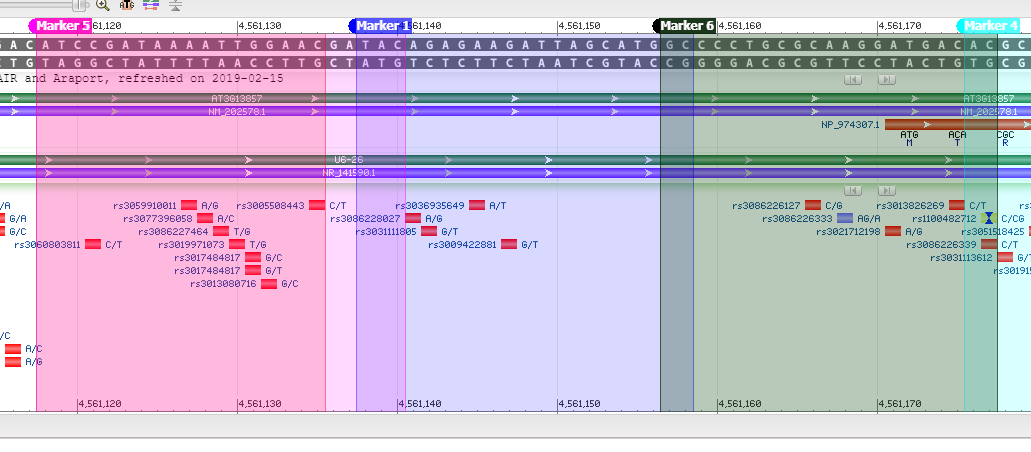 Marker 5 61,120 4,561,130 Marker 1 561,140 4,561,150 Marker 6 4,561,160 4,561,170 Marker 4
G A C A T C C G A T A A A A T T G G A A C G A T A C A G A G A A G A T T A G C A T G G C C C C T G C G C A A G G A T G A C A C G C
C T G T A G G C T A T T T T A A C C T T G C T A T G T C T C T T C T A A T C G T A C C G G G G A C G C G T T C C T A C T G T G C G
AIR and Araport, refreshed on 2019-02-15
AT3G13857 AT3G13857
NM_202578.1 NM_202578.1
NP_974307.1
ATG ACA CGC
M T R
U6-26
NR_141590.1
/A rs3059910011 A/G rs3005508443 C/T rs3036935649 A/T rs3086226127 C/G rs3013826269 C/T
G/A rs3077396058 A/C rs3086228027 A/G rs3086226333 AG/A rs1100482712 C/CG
G/C rs3086227464 T/G rs3031111805 G/T rs3021712198 A/G rs3051518425
rs3060803811 C/T rs3019971073 T/G rs3009422881 G/T rs3086226339 C/T
rs3017484817 G/C rs3031113612 G/T
rs3017484817 G/T rs30191
rs3013080716 G/C
/C
A/C
A/G
4,561,120 4,561,130 4,561,140 4,561,150 4,561,160 4,561,170